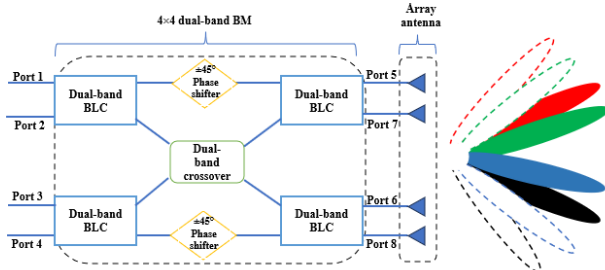 4×4 dual-band BM
Array
antenna
Port 1
Dual-band
BLC
±45°
Phase
shifter
Dual-band
BLC
Port 5
Port 2
Port 7
Dual-
band
crossover
Port 3
Dual-band
BLC
±45°
Phase
shifter
Dual-band
BLC
Port 6
Port 4
Port 8